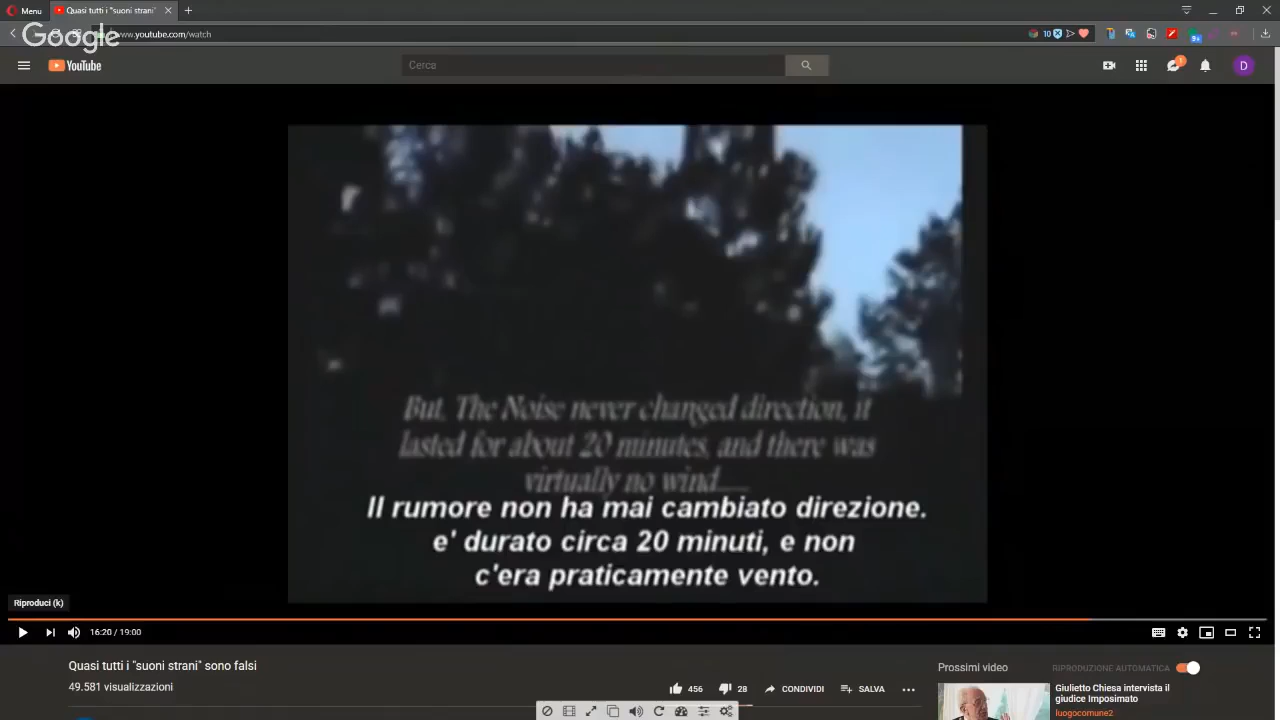 Menu
Quasi tutti i "suoni strani"
Google
www.youtube.com/watch
10
9+
YouTube
Cerca
1
D
But, The Noise never changed direction, it
lasted for about 20 minutes, and there was
virtually no wind.....
Il rumore non ha mai cambiato direzione.
e' durato circa 20 minuti, e non
c'era praticamente vento.
Riproduci (k)
16:20 / 19:00
Quasi tutti i "suoni strani" sono falsi
49.581 visualizzazioni
456
28
CONDIVIDI
SALVA
Prossimi video
RIPRODUZIONE AUTOMATICA
Giulietto Chiesa intervista il
giudice Imposimato
luogocomune2